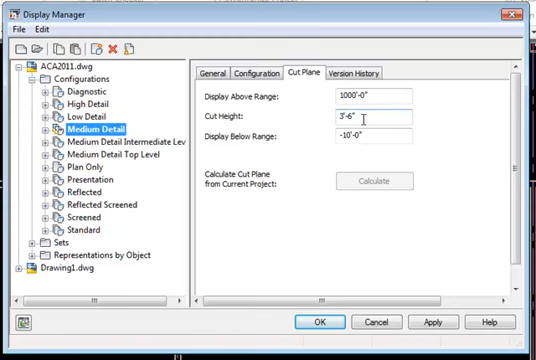 Display Manager
File Edit
ACA2011.dwg
Configurations
Diagnostic
High Detail
Low Detail
Medium Detail
Medium Detail Intermediate Lev
Medium Detail Top Level
Plan Only
Presentation
Reflected
Reflected Screened
Screened
Standard
Sets
Representations by Object
Drawing1.dwg
General Configuration Cut Plane Version History
Display Above Range: 1000'-0"
Cut Height: 3'-6"
Display Below Range: -10'-0"
Calculate Cut Plane
from Current Project: Calculate
OK Cancel Apply Help